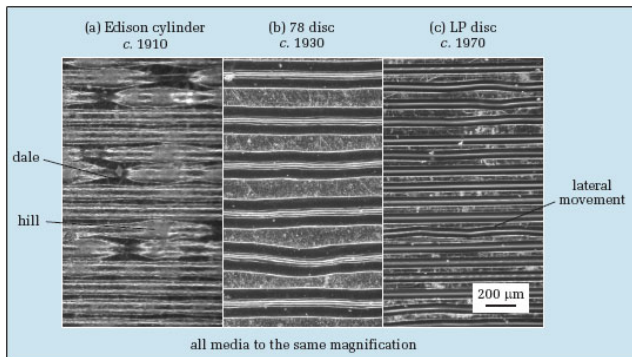 (a) Edison cylinder
c. 1910
(b) 78 disc
c. 1930
(c) LP disc
c. 1970
dale
hill
lateral
movement
200 μm
all media to the same magnification